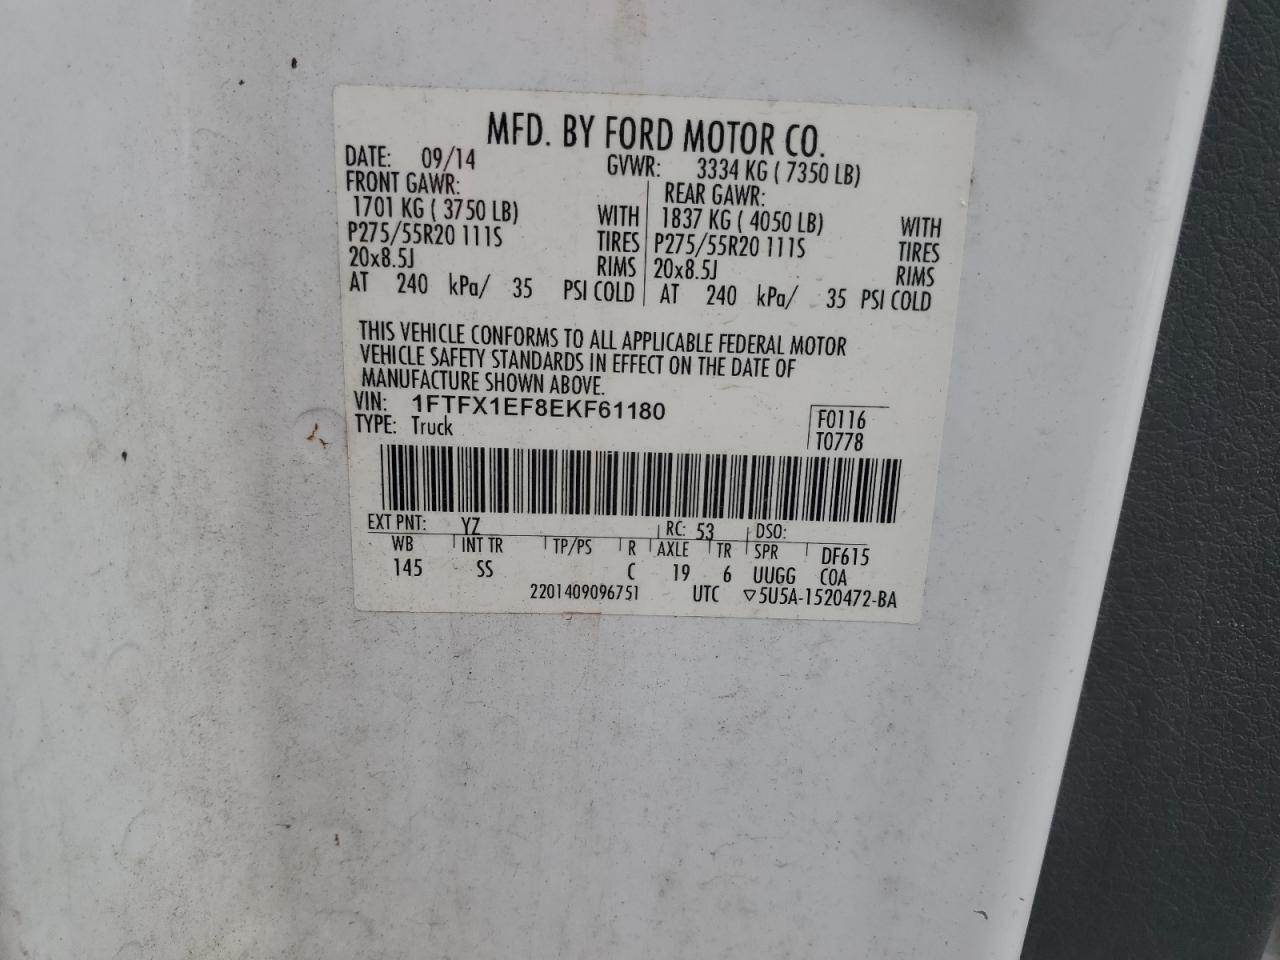 MFD. BY FORD MOTOR CO.
DATE: 09/14 GVWR: 3334 KG ( 7350 LB)
FRONT GAWR: REAR GAWR:
1701 KG ( 3750 LB) WITH 1837 KG ( 4050 LB) WITH
P275/55R20 111S TIRES P275/55R20 111S TIRES
20x8.5J RIMS 20x8.5J RIMS
AT 240 kPa/ 35 PSI COLD AT 240 kPa/ 35 PSI COLD
THIS VEHICLE CONFORMS TO ALL APPLICABLE FEDERAL MOTOR
VEHICLE SAFETY STANDARDS IN EFFECT ON THE DATE OF
MANUFACTURE SHOWN ABOVE.
VIN: 1FTFX1EF8EKF61180 F0116
TYPE: Truck T0778
EXT PNT: YZ RC: 53 DSO:
WB INT TR TP/PS R AXLE TR SPR DF615
145 SS C 19 6 UUGG COA
2201409096751 UTC ▽5U5A-1520472-BA